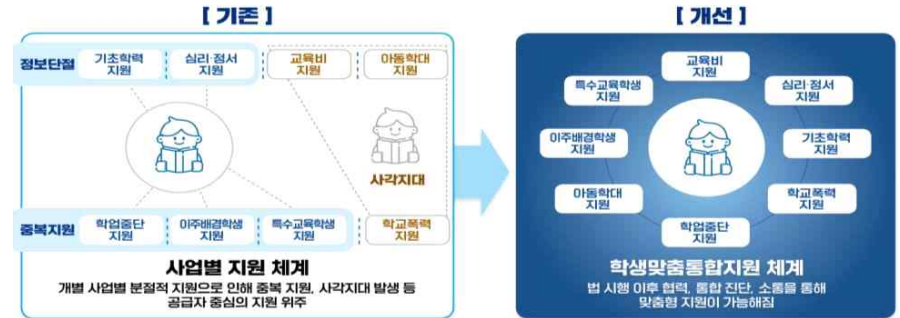 [ 기존 ]
정보단절
기초학력
지원
심리·정서
지원
교육비
지원
아동학대
지원
사각지대
중복지원
학업중단
지원
이주배경학생
지원
특수교육학생
지원
학교폭력
지원
사업별 지원 체계
개별 사업별 분절적 지원으로 인해 중복 지원, 사각지대 발생 등
공급자 중심의 지원 위주
[ 개선 ]
교육비
지원
특수교육학생
지원
심리·정서
지원
이주배경학생
지원
기초학력
지원
아동학대
지원
학교폭력
지원
학업중단
지원
학생맞춤통합지원 체계
법 시행 이후 협력, 통합 진단, 소통을 통해
맞춤형 지원이 가능해짐